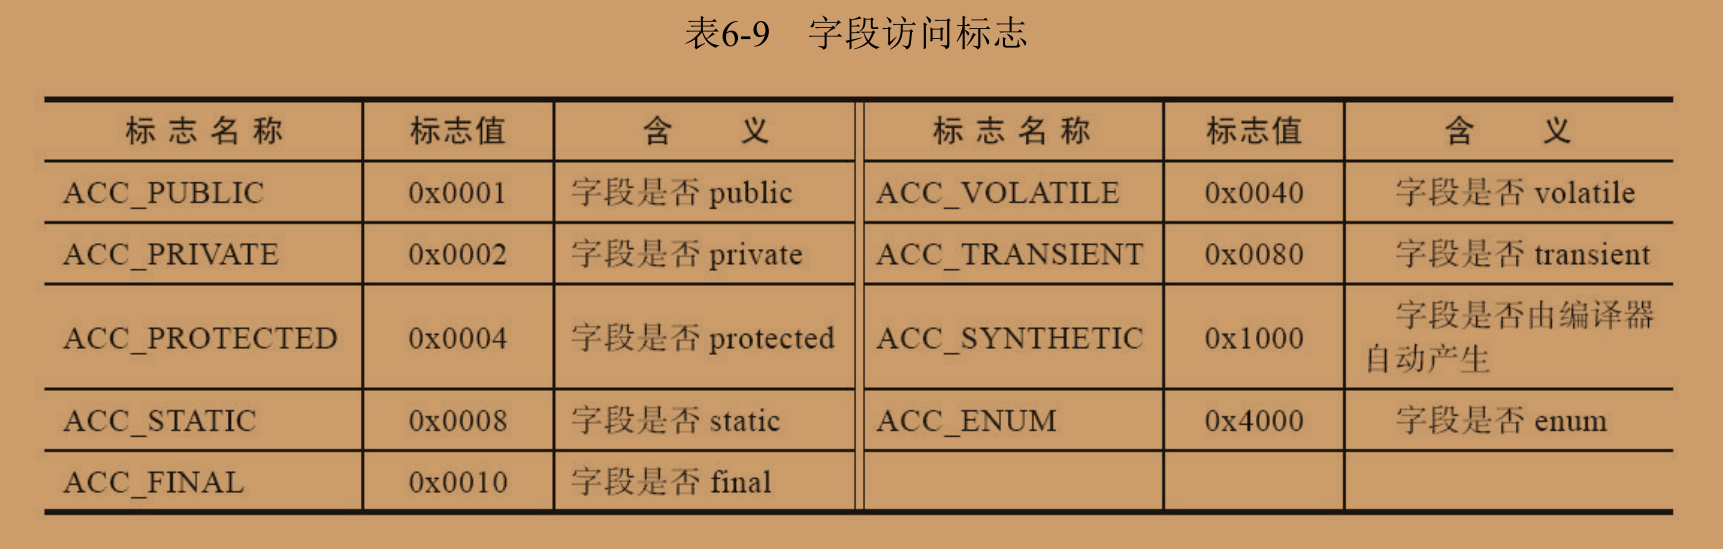 表6-9 字段访问标志
标志名称 标志值 含 义 标志名称 标志值 含 义
ACC_PUBLIC 0x0001 字段是否 public ACC_VOLATILE 0x0040 字段是否 volatile
ACC_PRIVATE 0x0002 字段是否 private ACC_TRANSIENT 0x0080 字段是否 transient
ACC_PROTECTED 0x0004 字段是否 protected ACC_SYNTHETIC 0x1000 字段是否由编译器
自动产生
ACC_STATIC 0x0008 字段是否 static ACC_ENUM 0x4000 字段是否 enum
ACC_FINAL 0x0010 字段是否 final